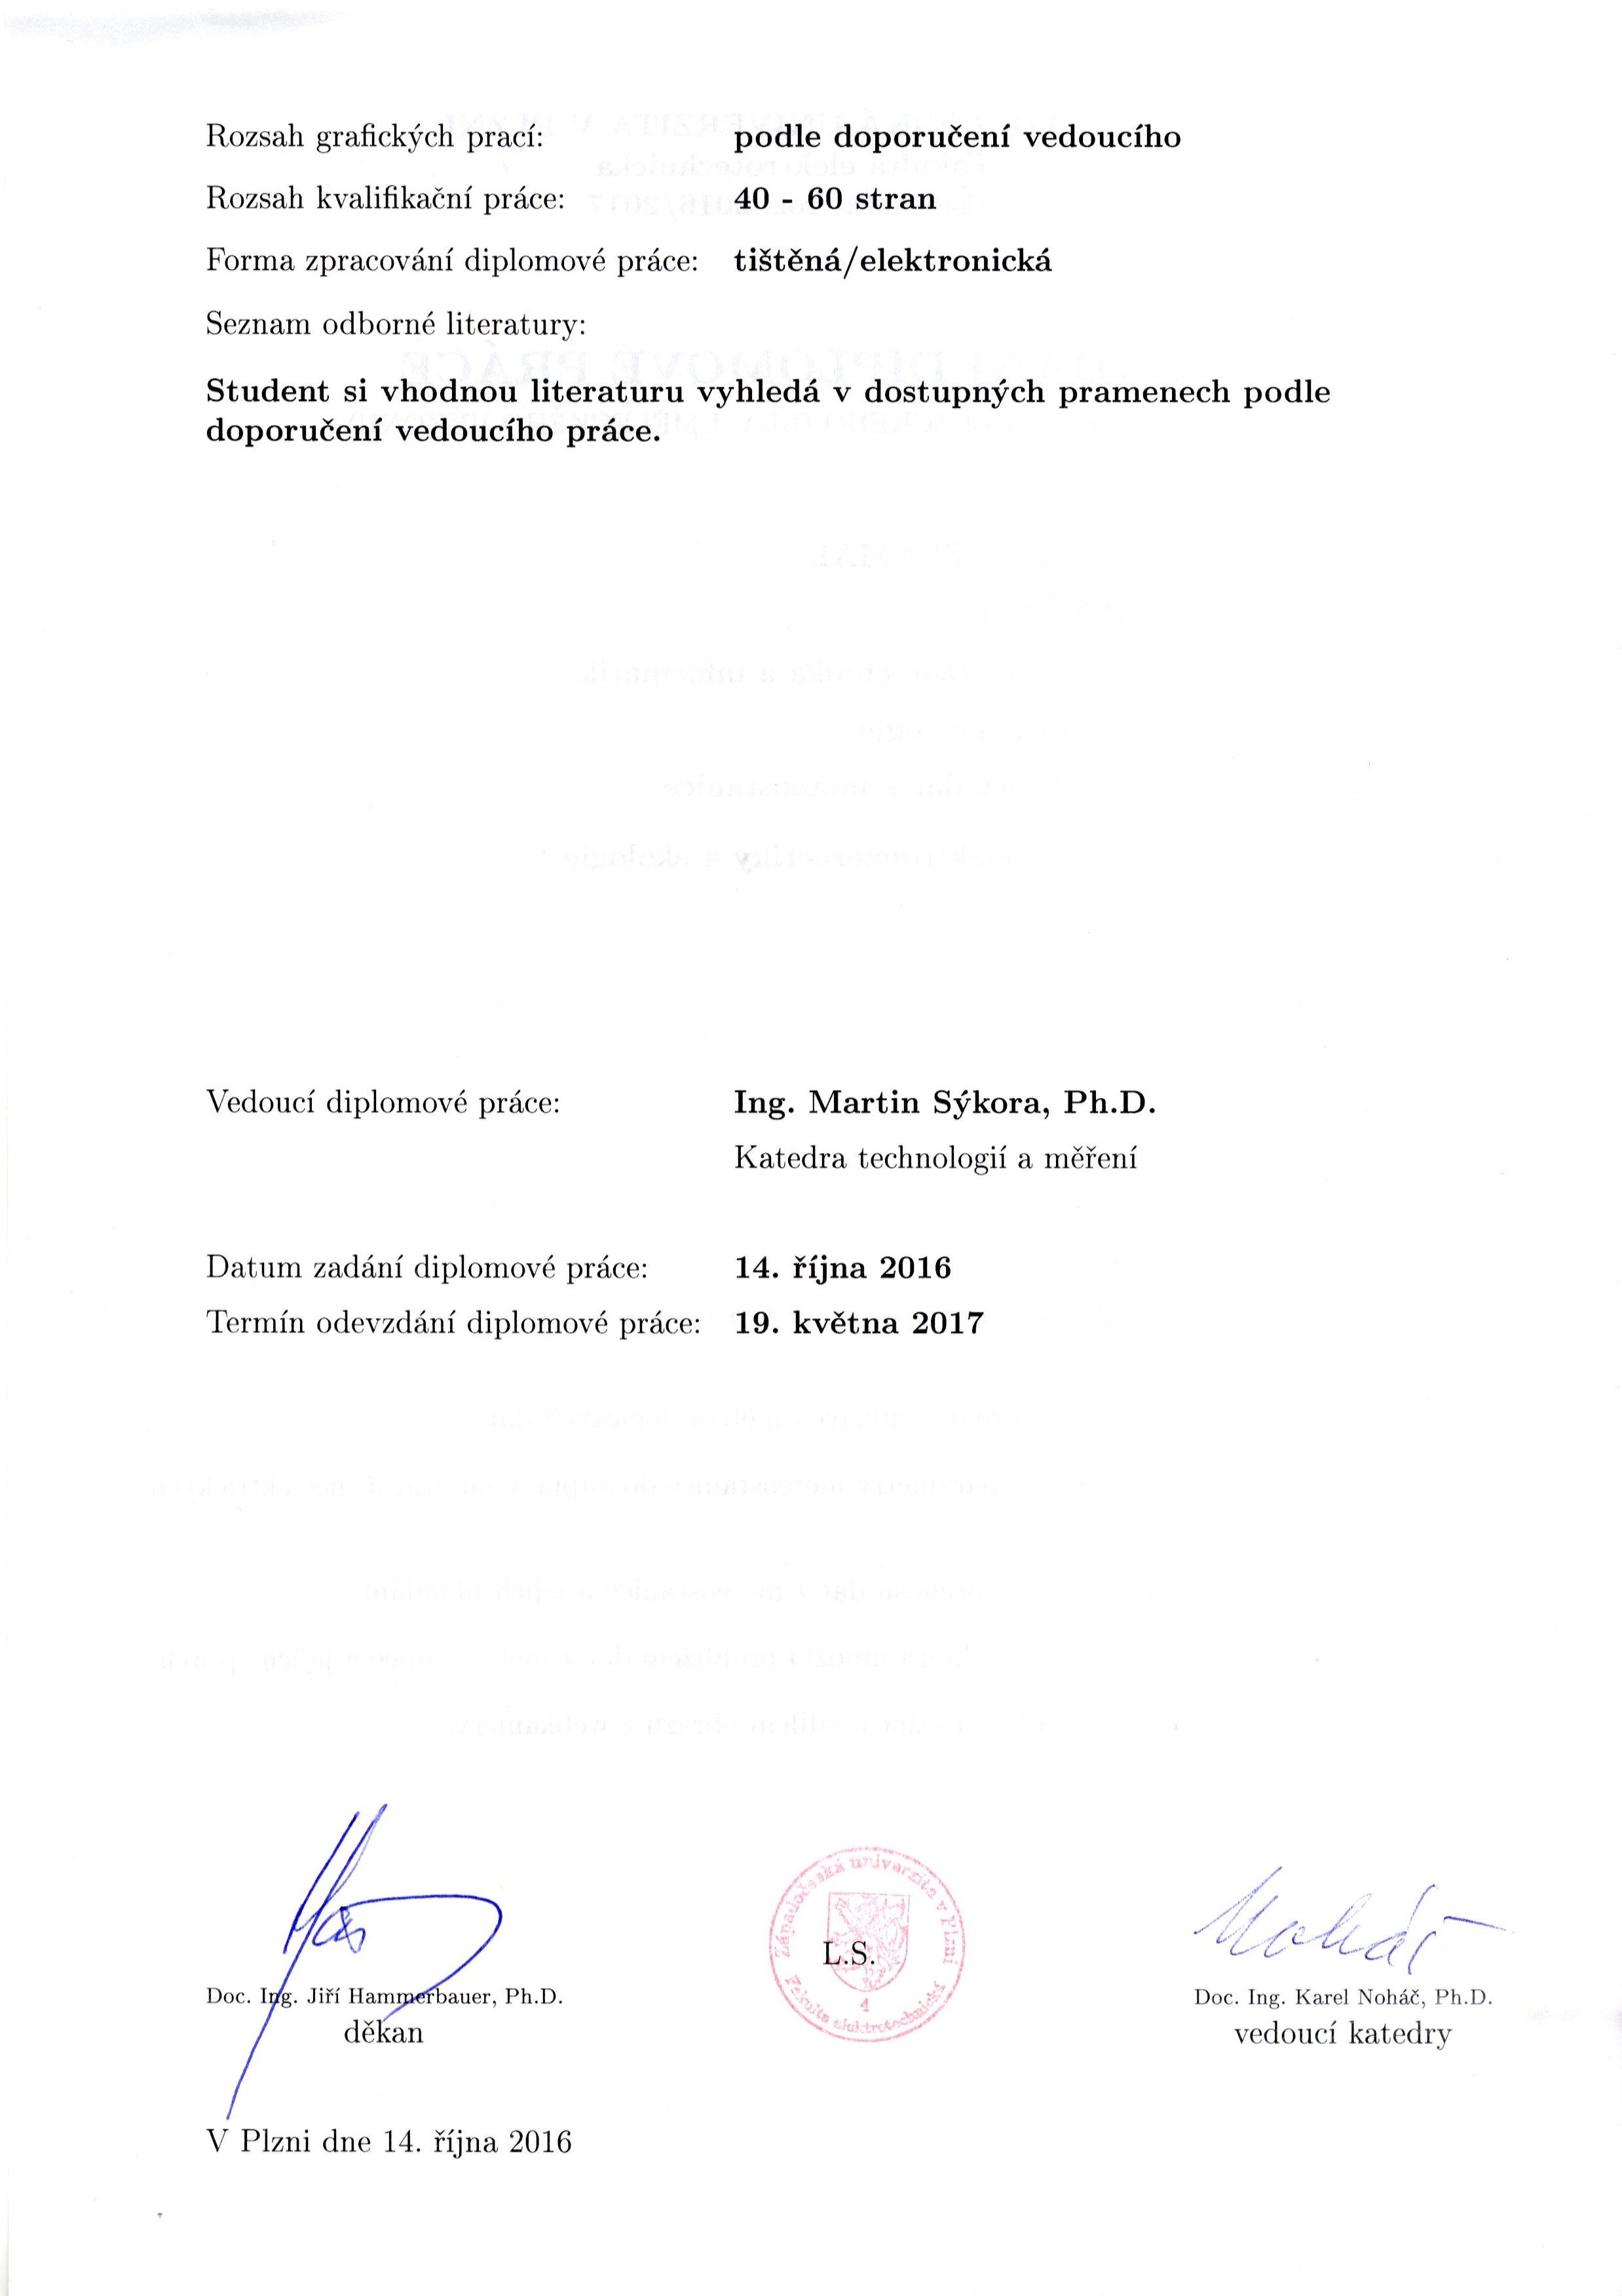 Rozsah grafických prací: podle doporučení vedoucího
Rozsah kvalifikační práce: 40 - 60 stran
Forma zpracování diplomové práce: tištěná/elektronická
Seznam odborné literatury:
Student si vhodnou literaturu vyhledá v dostupných pramenech podle
doporučení vedoucího práce.
Vedoucí diplomové práce: Ing. Martin Sýkora, Ph.D.
Katedra technologií a měření
Datum zadání diplomové práce: 14. října 2016
Termín odevzdání diplomové práce: 19. května 2017
Západočeská univerzita v Plzni
L.S.
4
Fakulta elektrotechnická
Noháč
Doc. Ing. Jiří Hammerbauer, Ph.D.
děkan
Doc. Ing. Karel Noháč, Ph.D.
vedoucí katedry
V Plzni dne 14. října 2016